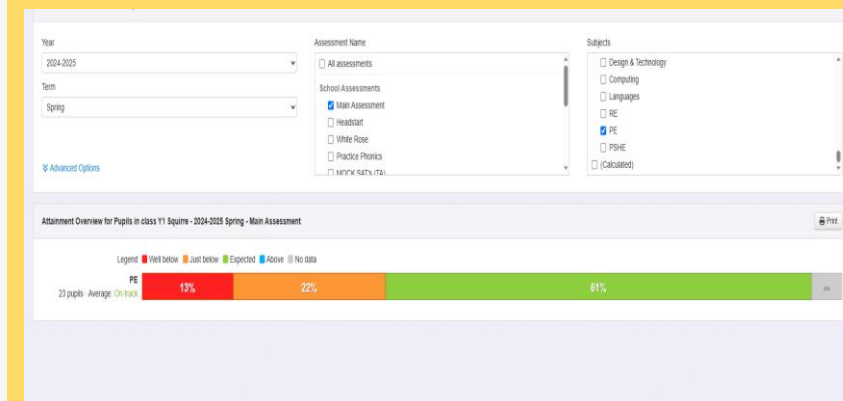 Year
Assessment Name
Subjects
2024-2025
All assessments
Design & Technology
Computing
Term
School Assessments
Languages
Spring
Main Assessment
RE
Headstart
PE
White Rose
PSHE
Practice Phonics
(Calculated)
Advanced Options
MOCK SAT's (TA)
Attainment Overview for Pupils in class Y1 Squirre - 2024-2025 Spring - Main Assessment
Print
Legend Well below Just below Expected Above No data
PE
23 pupils · Average: On track
13% 22% 61%